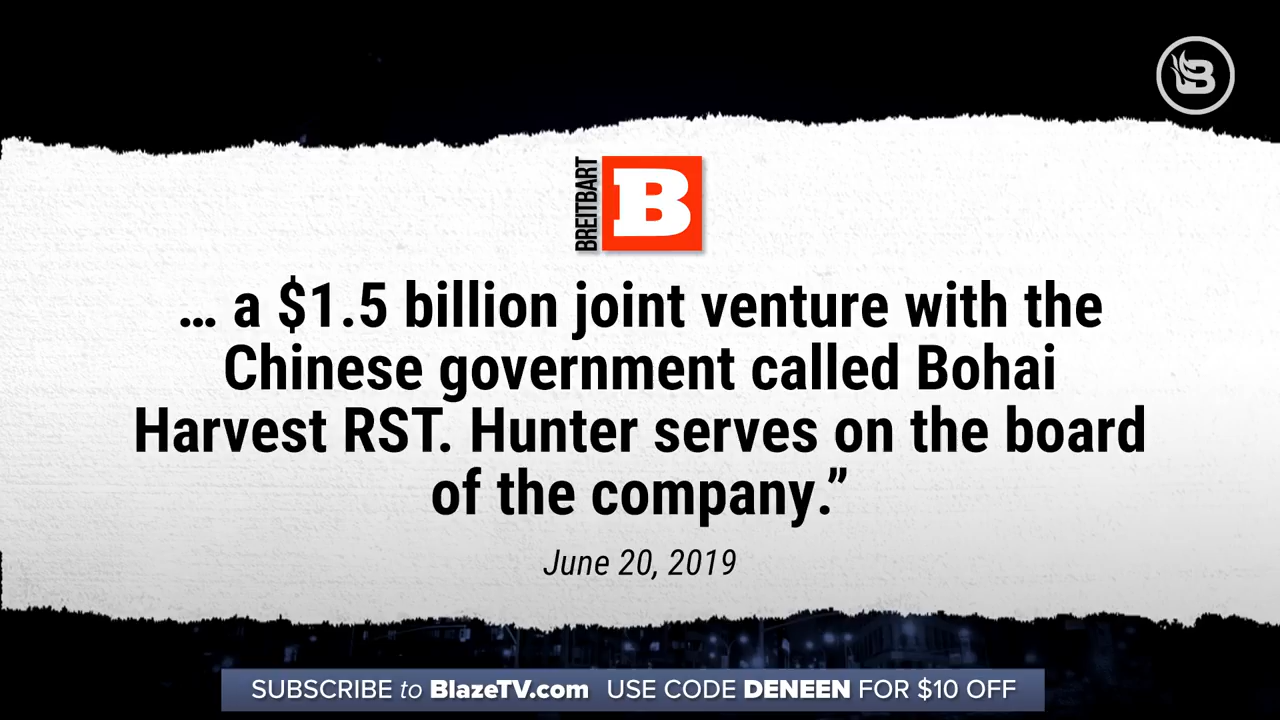 BREITBART
B
… a $1.5 billion joint venture with the
Chinese government called Bohai
Harvest RST. Hunter serves on the board
of the company.”
June 20, 2019
SUBSCRIBE to BlazeTV.com USE CODE DENEEN FOR $10 OFF
B